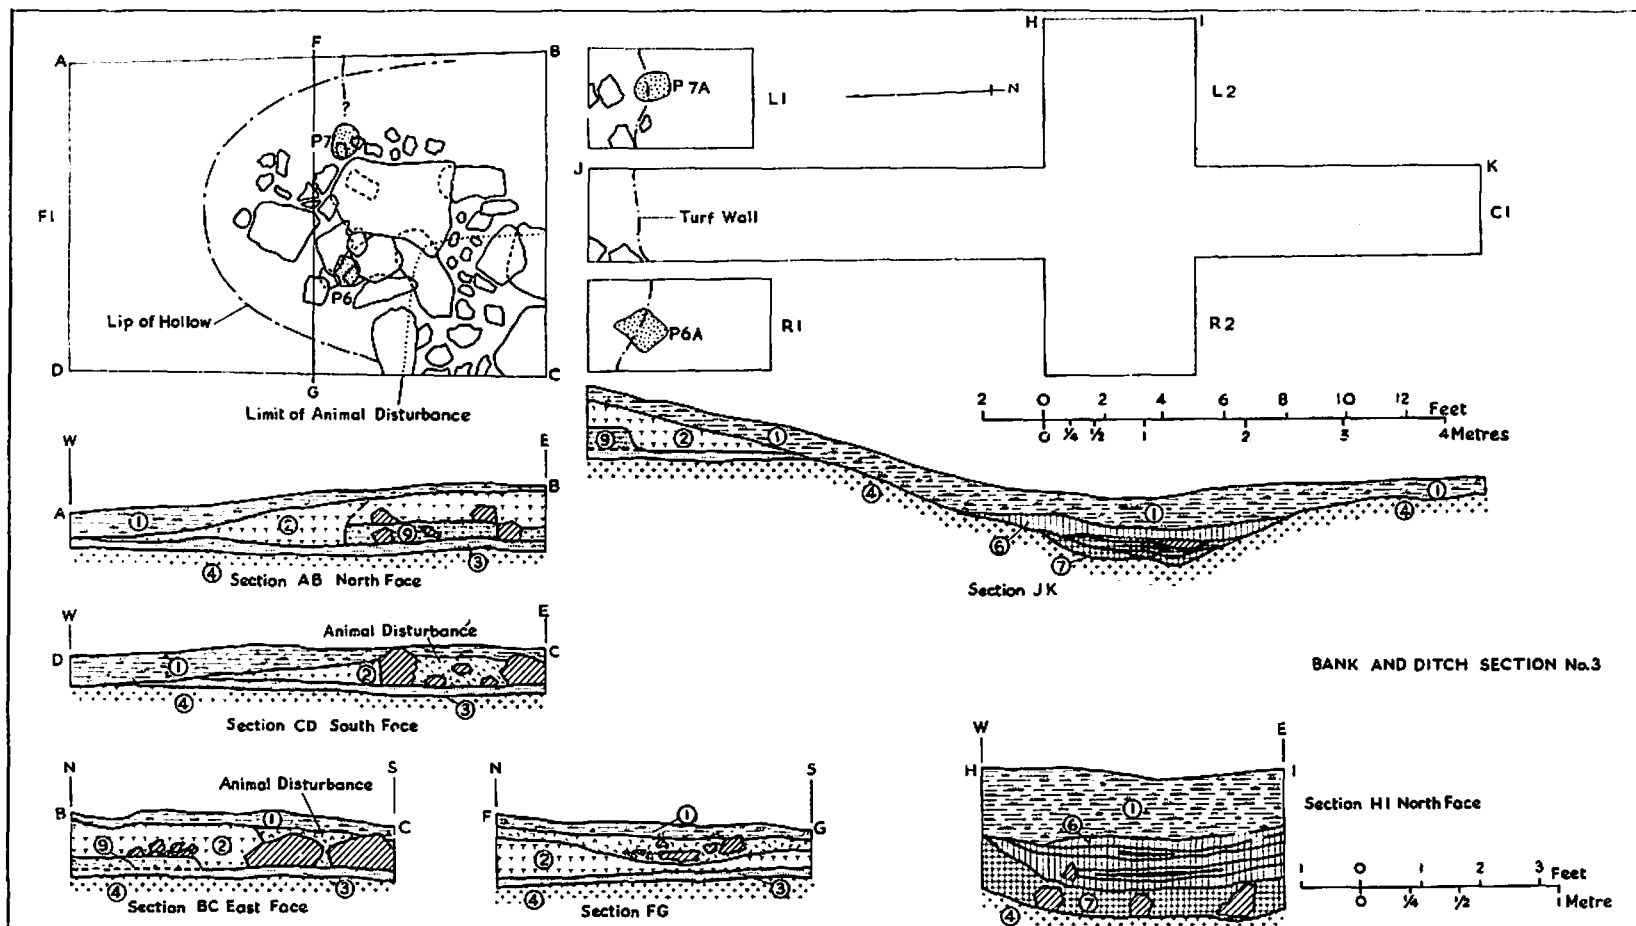 F
A
B
?
P7
F1
P6
Lip of Hollow
D
G
C
Limit of Animal Disturbance
P 7A
L1
N
H
I
L2
J
K
Turf Wall
C1
P6A
R1
R2
2 0 2 4 6 8 10 12 Feet
0 ¼ ½ 1 2 3 4 Metres
W E
A B
1 2 9
4 3
Section AB North Face
9 2 1
4
1
1
4
6
7
Section JK
W E
Animal Disturbance
D C
1 2
4 3
Section CD South Face
BANK AND DITCH SECTION No.3
N S
Animal Disturbance
B C
1
9 2
4 3
Section BC East Face
N S
F G
1
2
4 3
Section FG
W E
H I
1
6
7
4
Section HI North Face
1 0 1 2 3 Feet
0 ¼ ½ 1 Metre